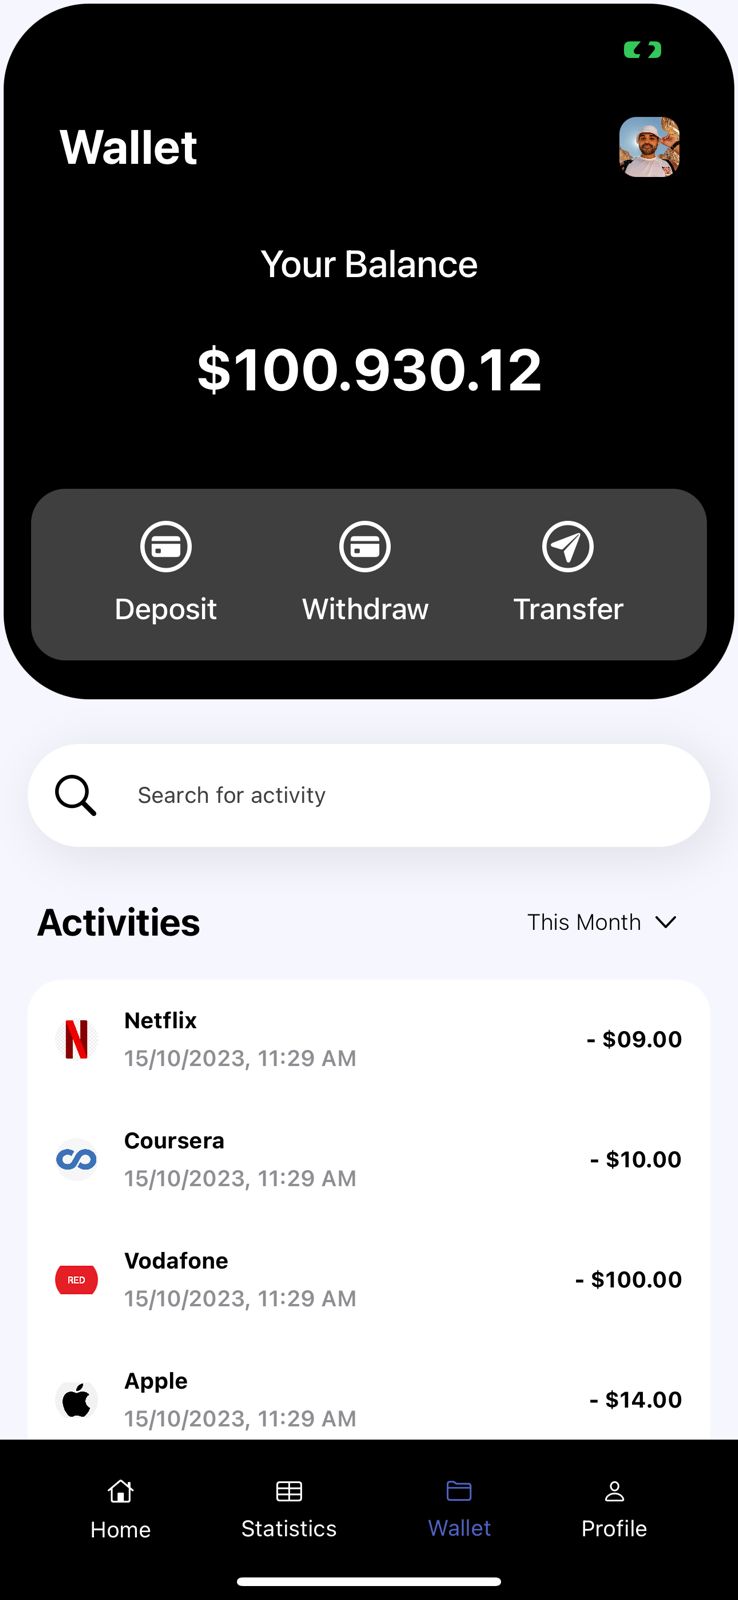 Wallet
Your Balance
$100.930.12
Deposit
Withdraw
Transfer
Search for activity
Activities
This Month
Netflix
15/10/2023, 11:29 AM
- $09.00
Coursera
15/10/2023, 11:29 AM
- $10.00
RED
Vodafone
15/10/2023, 11:29 AM
- $100.00
Apple
15/10/2023, 11:29 AM
- $14.00
Home
Statistics
Wallet
Profile